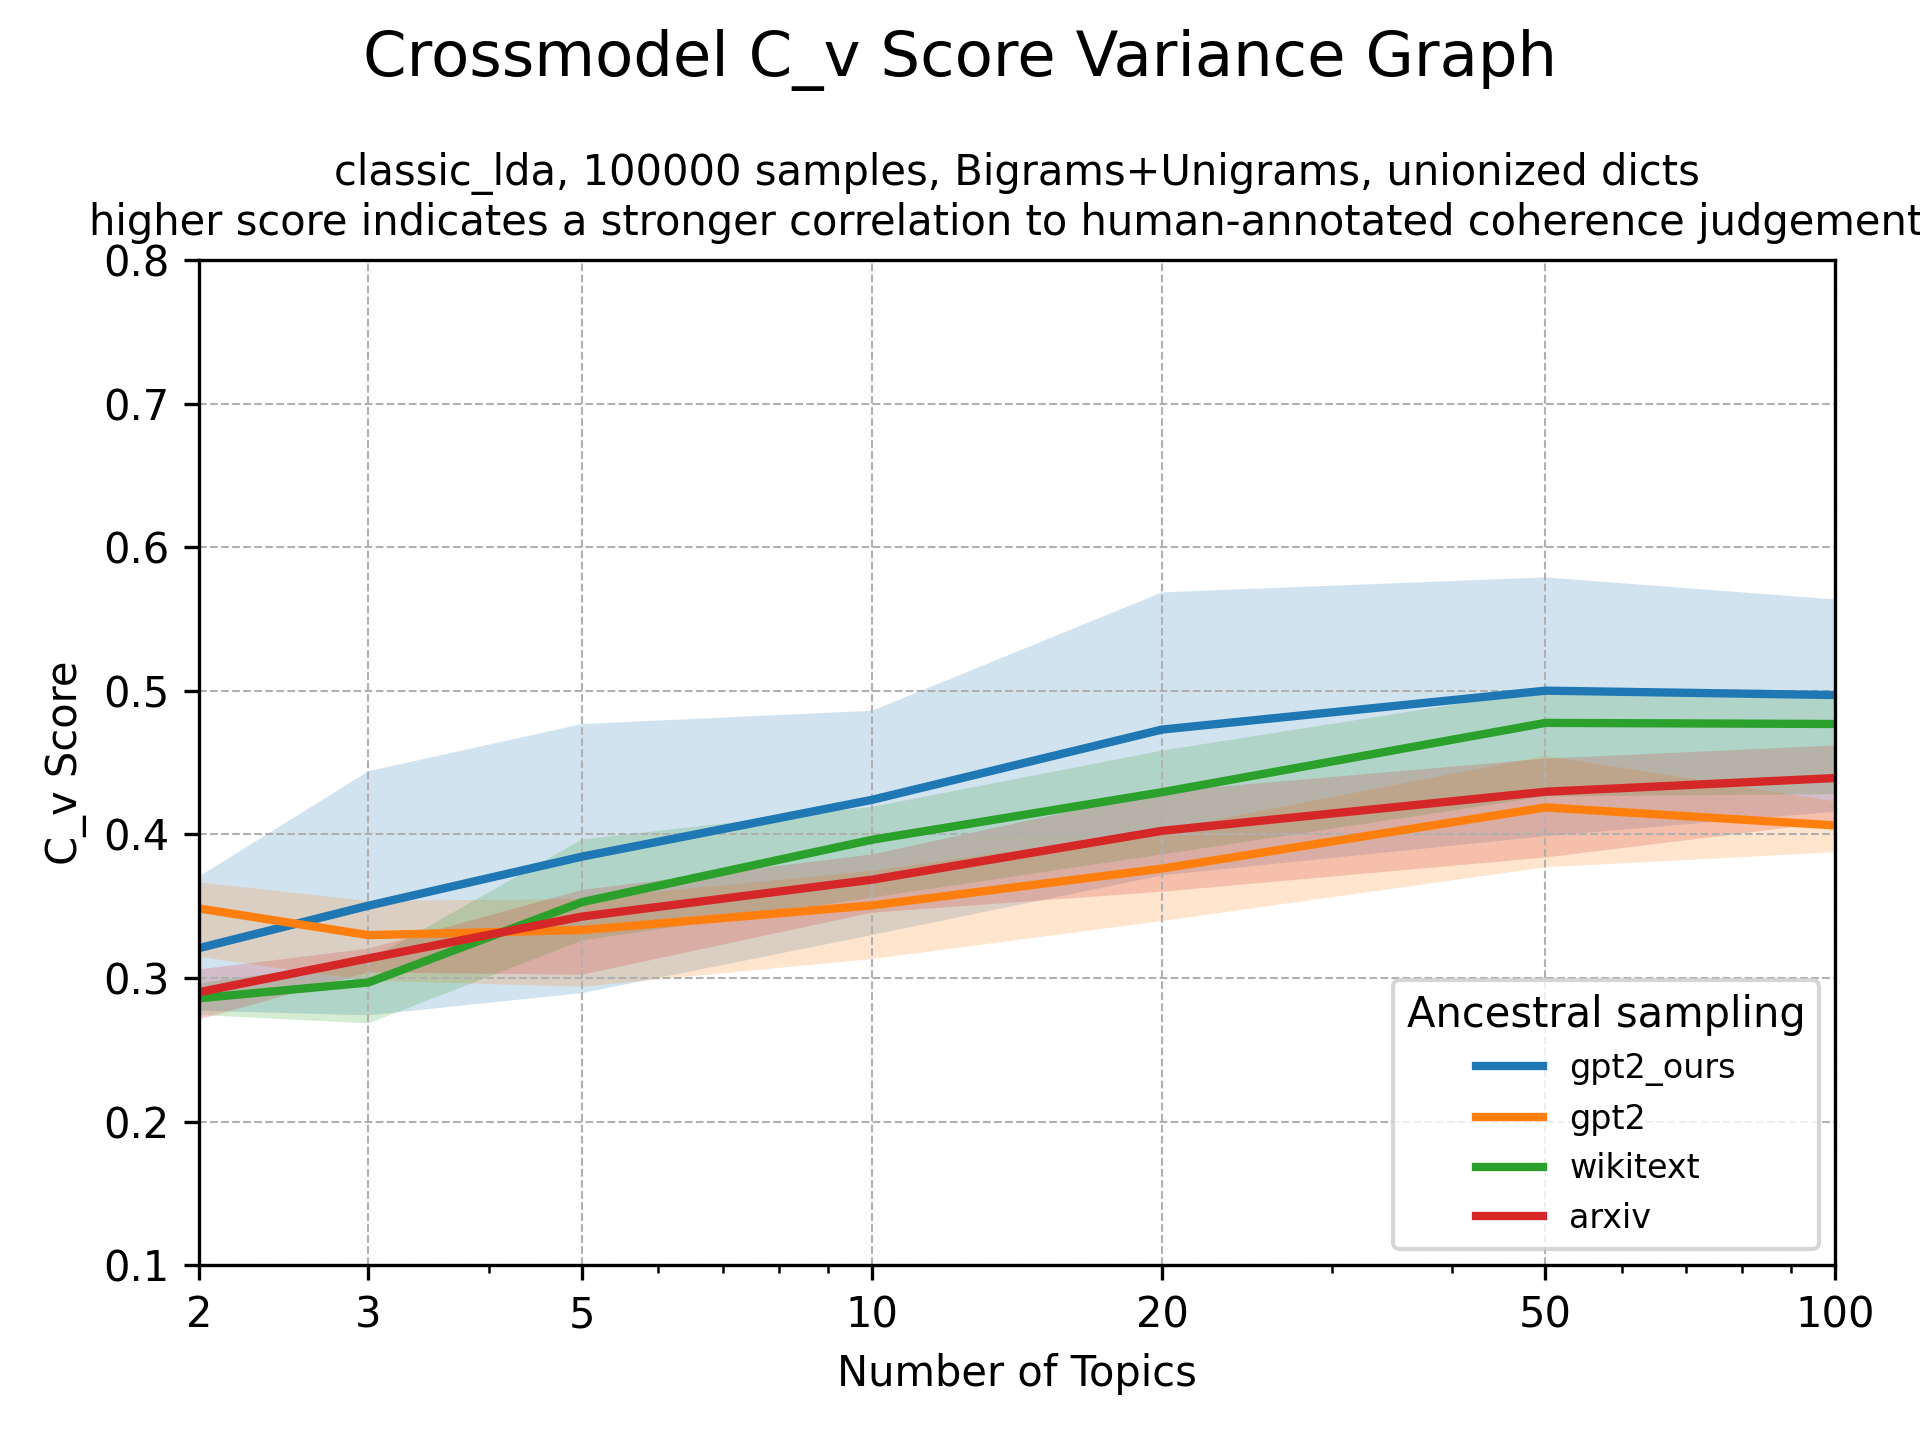 Crossmodel C_v Score Variance Graph
classic_lda, 100000 samples, Bigrams+Unigrams, unionized dicts
higher score indicates a stronger correlation to human-annotated coherence judgement
0.8
0.7
0.6
0.5
0.4
0.3
0.2
0.1
C_v Score
Ancestral sampling
gpt2_ours
gpt2
wikitext
arxiv
2 3 5 10 20 50 100
Number of Topics